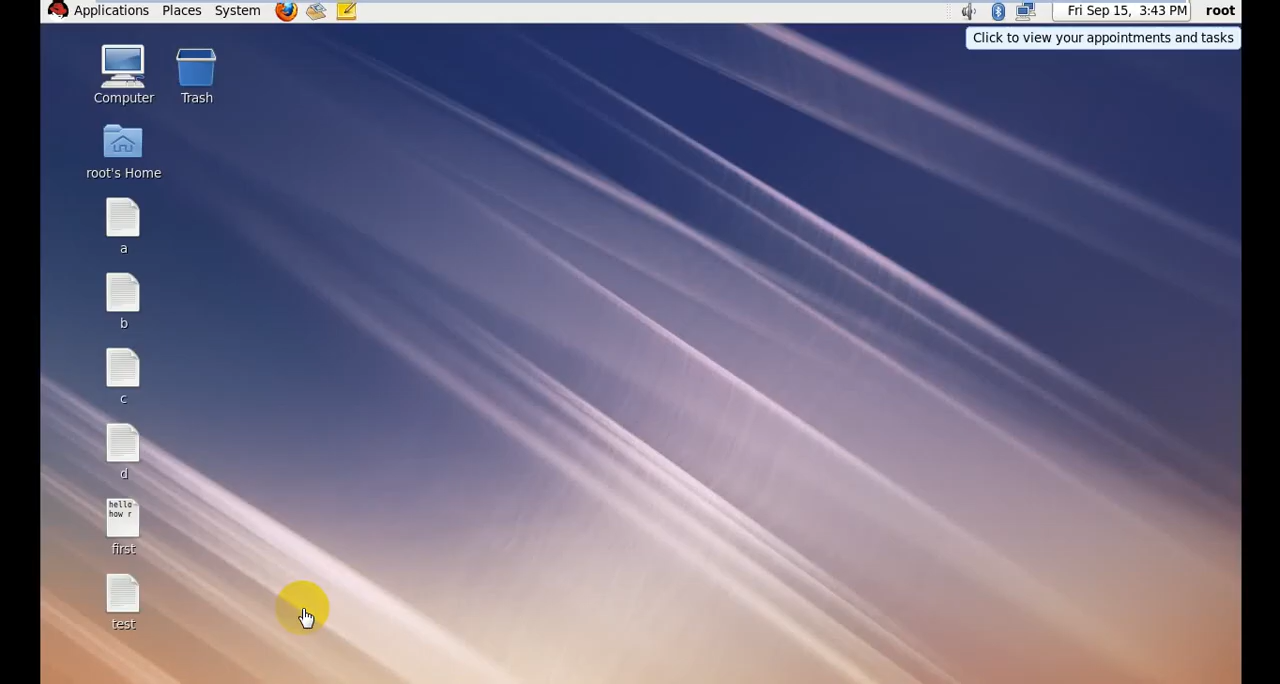 Applications Places System
Fri Sep 15, 3:43 PM root
Click to view your appointments and tasks
Computer Trash
root's Home
a
b
c
d
hello
how r
first
test